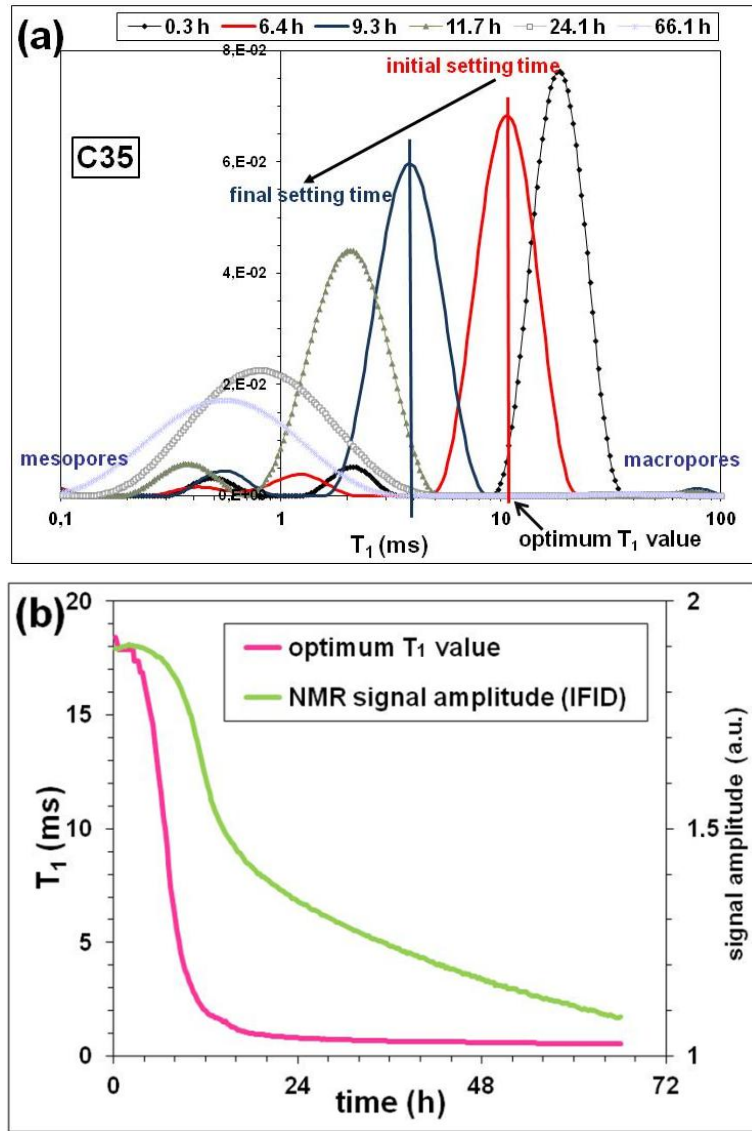 (a)
0.3 h 6.4 h 9.3 h 11.7 h 24.1 h 66.1 h
8,E-02
initial setting time
C35
6,E-02
final setting time
4,E-02
2,E-02
mesopores
macropores
0,E+00
0,1 1 10 100
T₁ (ms)
optimum T₁ value
(b)
20
2
optimum T₁ value
NMR signal amplitude (IFID)
15
T₁ (ms)
10
1.5
signal amplitude (a.u.)
5
0
1
0 24 48 72
time (h)